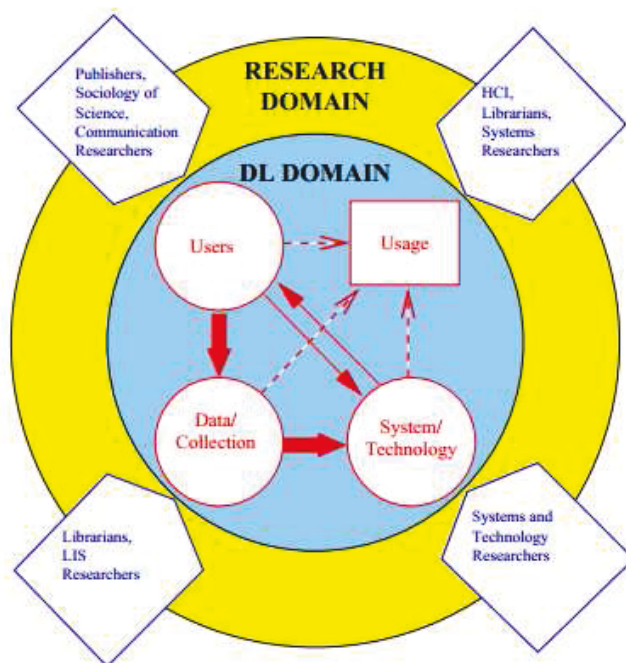 Publishers,
Sociology of
Science,
Communication
Researchers
RESEARCH
DOMAIN
HCI,
Librarians,
Systems
Researchers
DL DOMAIN
Users
Usage
Data/
Collection
System/
Technology
Librarians,
LIS
Researchers
Systems and
Technology
Researchers